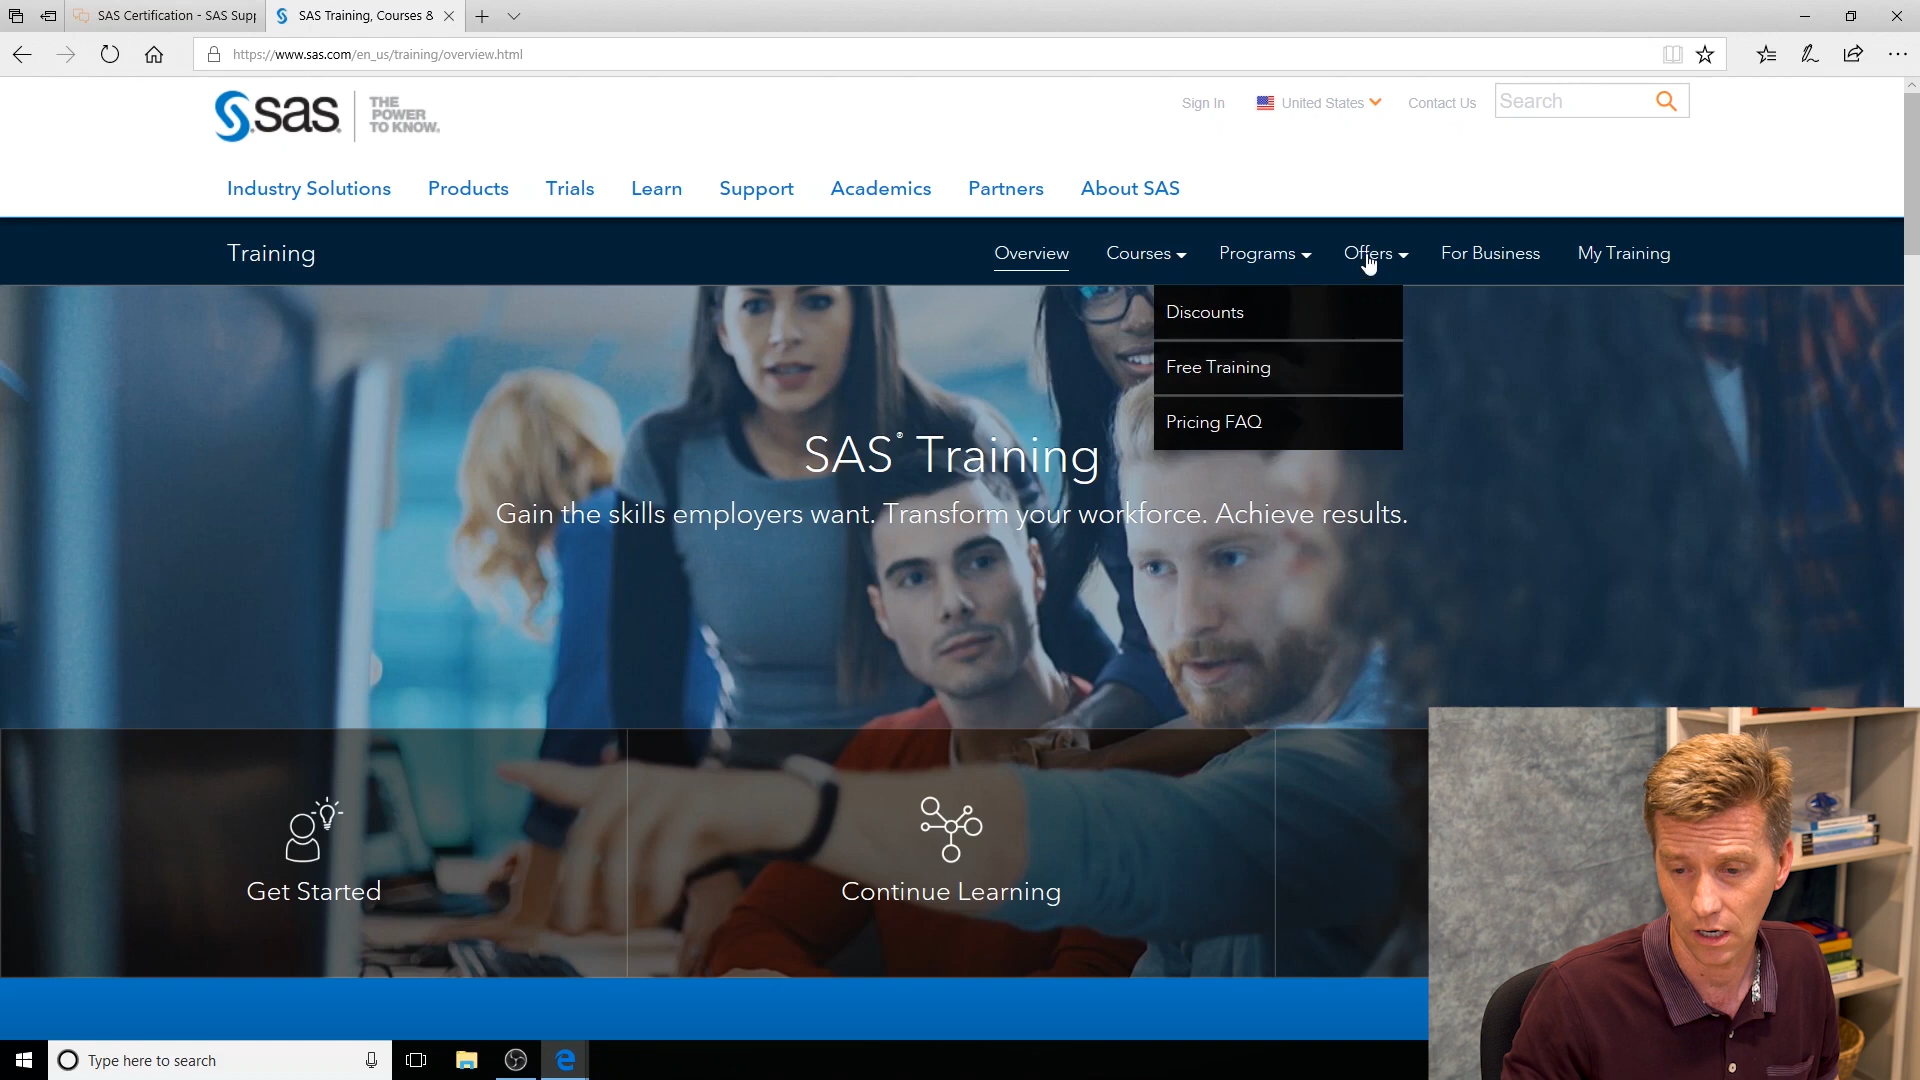 SAS Certification - SAS Supp
SAS Training, Courses &
https://www.sas.com/en_us/training/overview.html
sas
THE
POWER
TO KNOW.
Sign In
United States
Contact Us
Search
Industry Solutions
Products
Trials
Learn
Support
Academics
Partners
About SAS
Training
Overview
Courses
Programs
Offers
For Business
My Training
Discounts
Free Training
Pricing FAQ
SAS® Training
Gain the skills employers want. Transform your workforce. Achieve results.
Get Started
Continue Learning
Type here to search